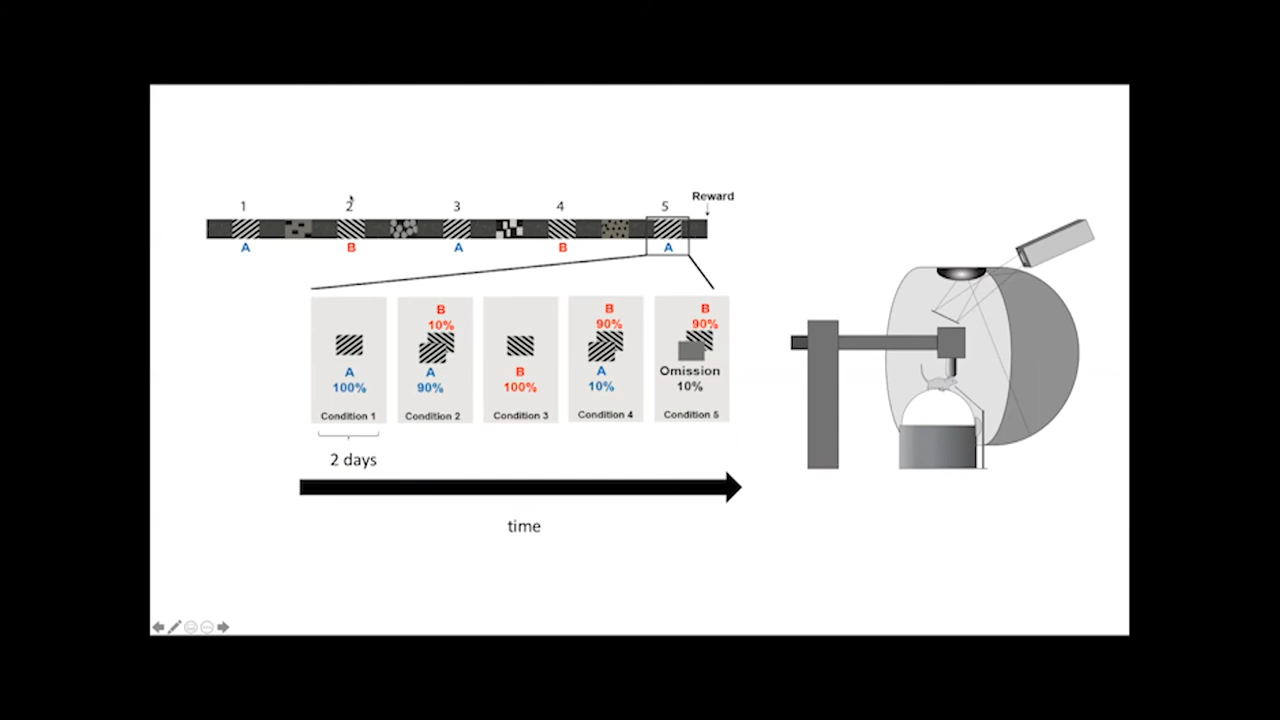 Reward
1 2 3 4 5
A B A B A
B
10%
A
90%
B
90%
A
10%
B
90%
Omission
10%
A
100%
B
100%
Condition 1
Condition 2
Condition 3
Condition 4
Condition 5
2 days
time